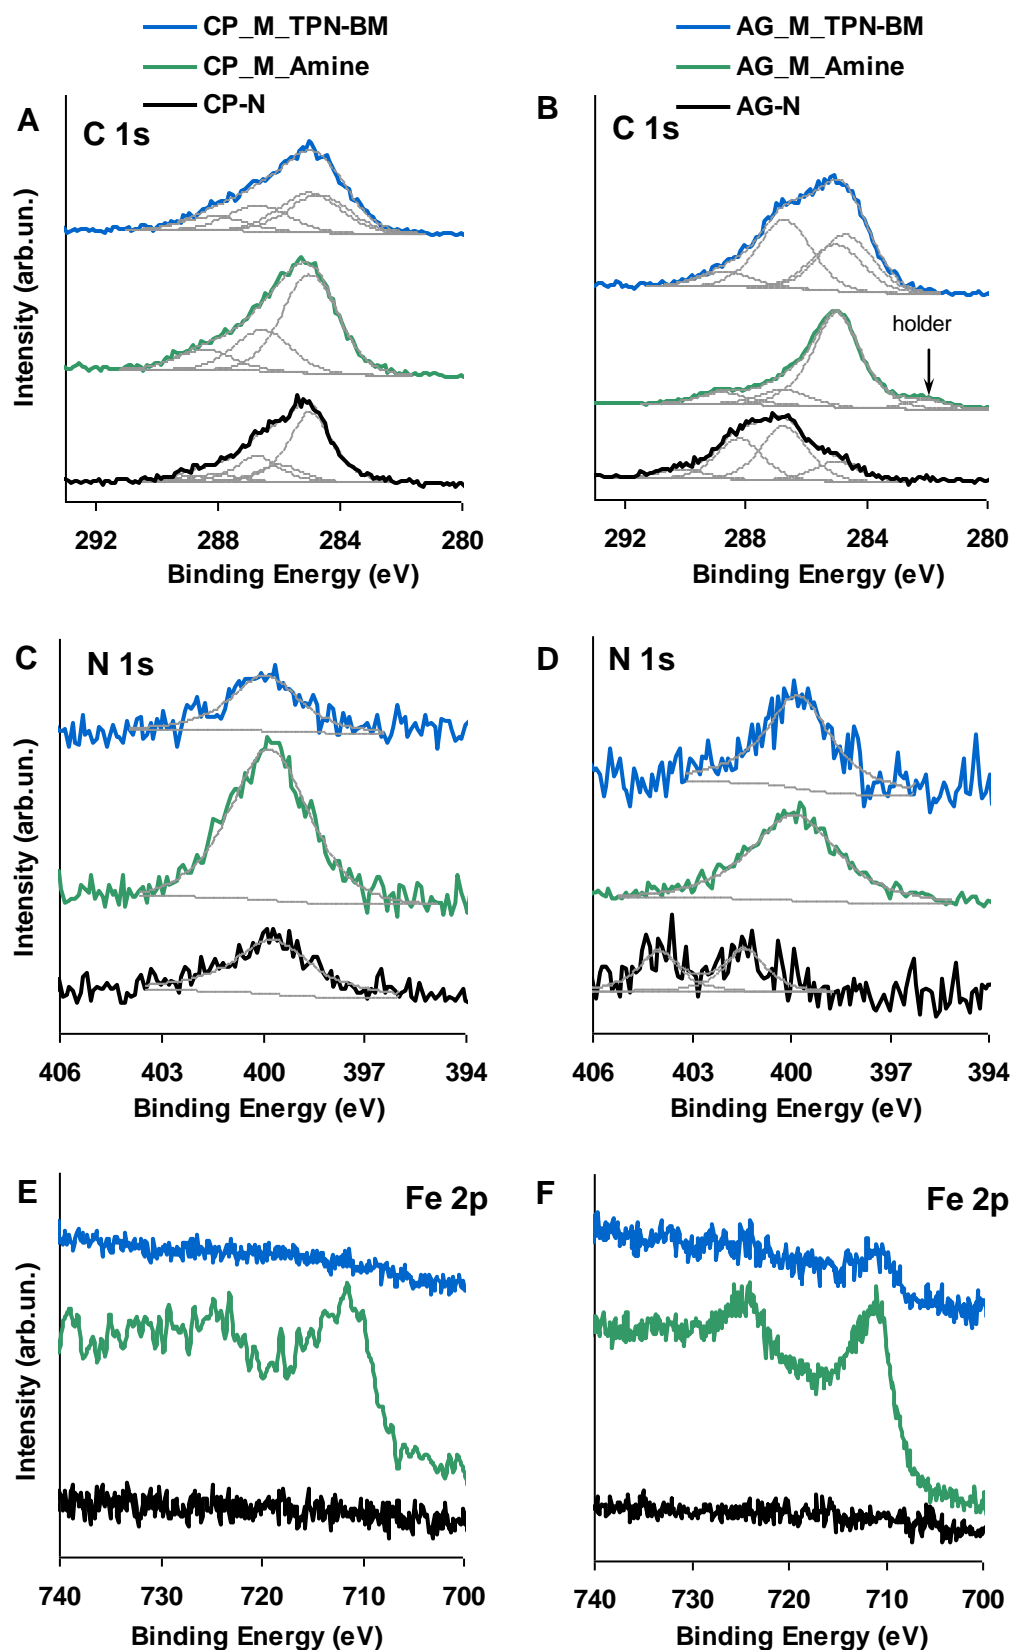 CP_M_TPN-BM
CP_M_Amine
CP-N
AG_M_TPN-BM
AG_M_Amine
AG-N
A
C 1s
Intensity (arb.un.)
292 288 284 280
Binding Energy (eV)
B
C 1s
holder
292 288 284 280
Binding Energy (eV)
C
N 1s
Intensity (arb.un.)
406 403 400 397 394
Binding Energy (eV)
D
N 1s
406 403 400 397 394
Binding Energy (eV)
E
Fe 2p
Intensity (arb.un.)
740 730 720 710 700
Binding Energy (eV)
F
Fe 2p
740 730 720 710 700
Binding Energy (eV)